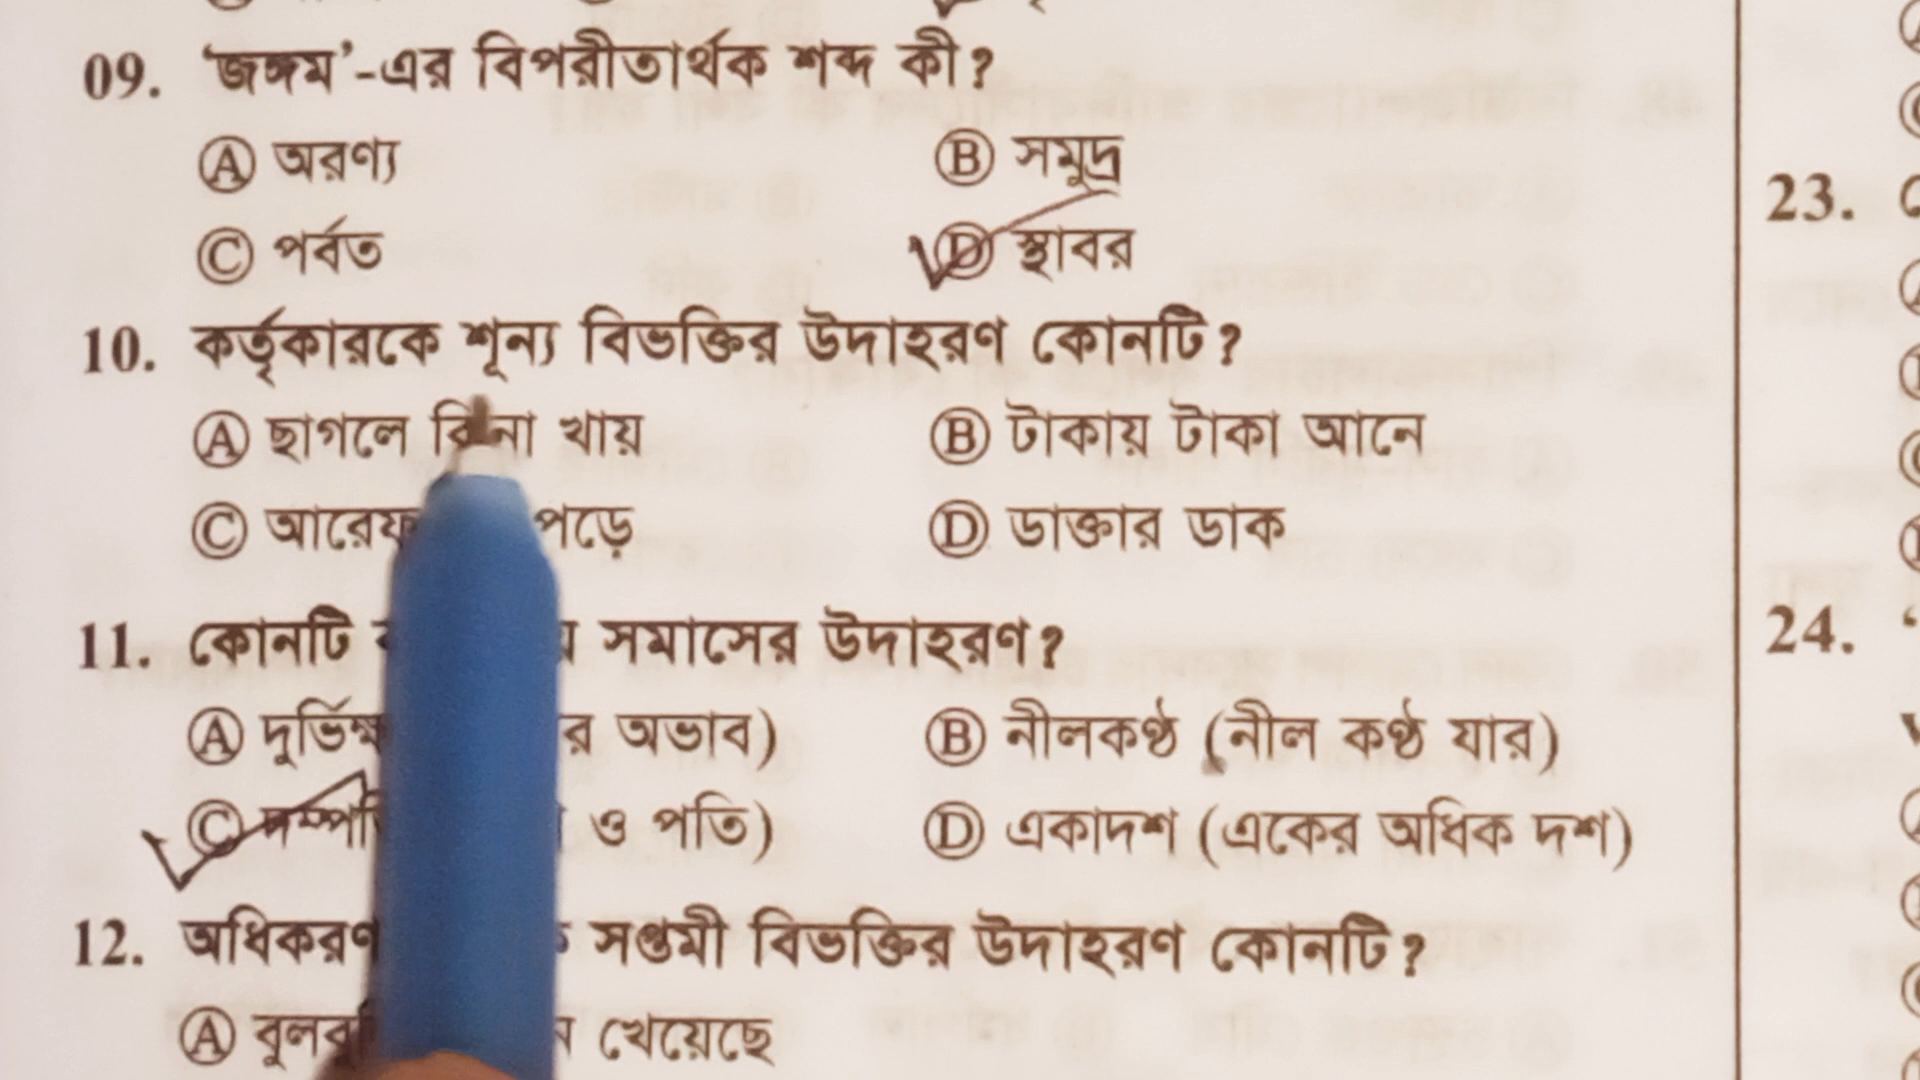 09. 'জঙ্গম'-এর বিপরীতার্থক শব্দ কী?
Ⓐ অরণ্য Ⓑ সমুদ্র
Ⓒ পর্বত Ⓓ স্থাবর
10. কর্তৃকারকে শূন্য বিভক্তির উদাহরণ কোনটি?
Ⓐ ছাগলে খায় Ⓑ টাকায় টাকা আনে
Ⓒ পড়ে Ⓓ ডাক্তার ডাক
11. কোনটি সমাসের উদাহরণ?
Ⓐ অভাব) Ⓑ নীলকণ্ঠ (নীল কণ্ঠ যার)
Ⓒ ও পতি) Ⓓ একাদশ (একের অধিক দশ)
12. অধিকরণ সপ্তমী বিভক্তির উদাহরণ কোনটি?
Ⓐ খেয়েছে
23.
24.